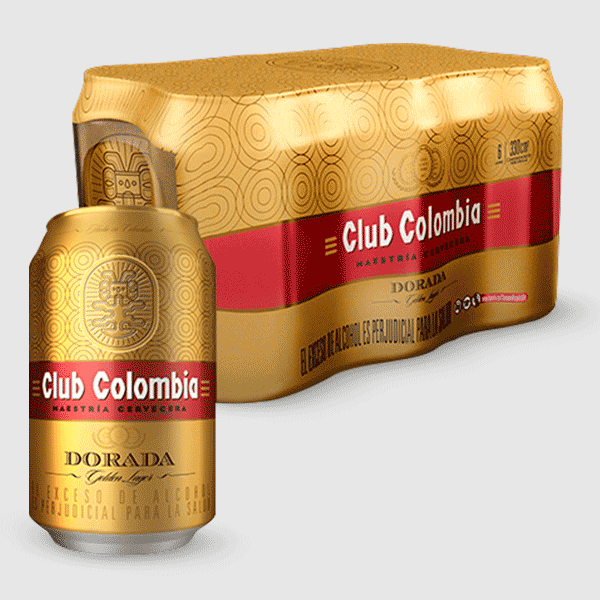 6 330cm³
Club Colombia
MAESTRÍA CERVECERA
DORADA
Golden Lager
EL EXCESO DE ALCOHOL ES PERJUDICIAL PARA LA SALUD
Club Colombia
MAESTRÍA CERVECERA
DORADA
Golden Lager
EL EXCESO DE ALCOHOL
ES PERJUDICIAL PARA LA SALUD